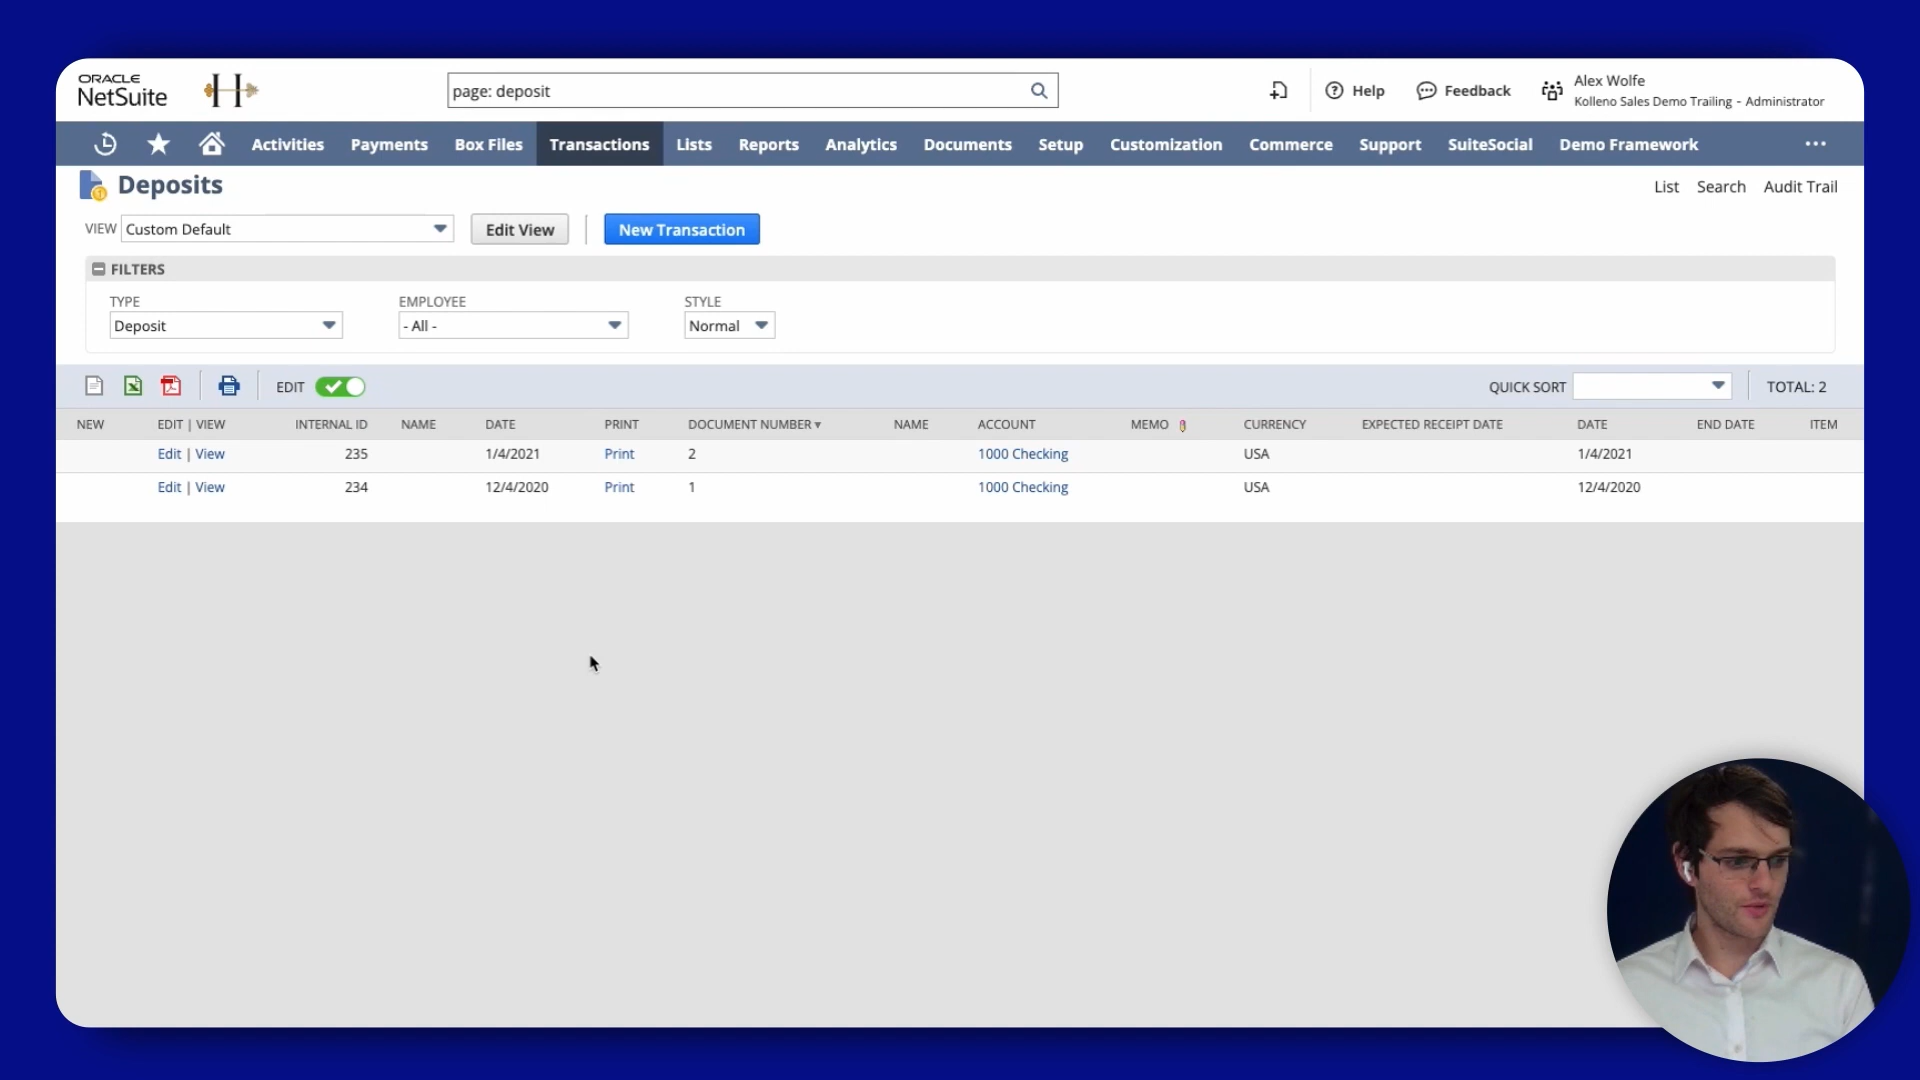 ORACLE
NetSuite
H
page: deposit
Help
Feedback
Alex Wolfe
Kolleno Sales Demo Trailing - Administrator
Activities Payments Box Files Transactions Lists Reports Analytics Documents Setup Customization Commerce Support SuiteSocial Demo Framework
Deposits
List Search Audit Trail
VIEW Custom Default Edit View New Transaction
FILTERS
TYPE EMPLOYEE STYLE
Deposit - All - Normal
EDIT QUICK SORT TOTAL: 2
NEW EDIT | VIEW INTERNAL ID NAME DATE PRINT DOCUMENT NUMBER NAME ACCOUNT MEMO CURRENCY EXPECTED RECEIPT DATE DATE END DATE ITEM
Edit | View 235 1/4/2021 Print 2 1000 Checking USA 1/4/2021
Edit | View 234 12/4/2020 Print 1 1000 Checking USA 12/4/2020